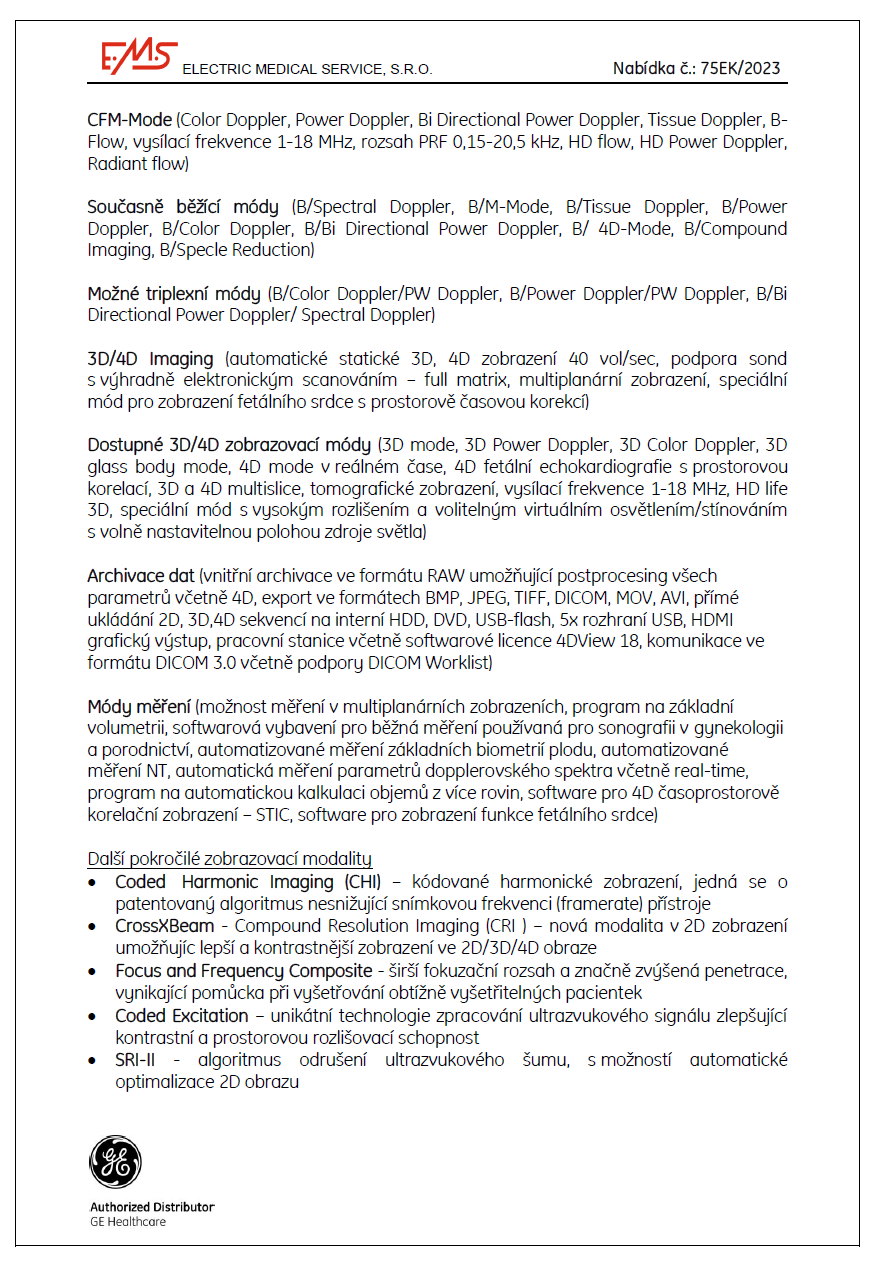 EMS ELECTRIC MEDICAL SERVICE, S.R.O. Nabídka č.: 75EK/2023
CFM-Mode (Color Doppler, Power Doppler, Bi Directional Power Doppler, Tissue Doppler, B-
Flow, vysílací frekvence 1-18 MHz, rozsah PRF 0,15-20,5 kHz, HD flow, HD Power Doppler,
Radiant flow)
Současně běžící módy (B/Spectral Doppler, B/M-Mode, B/Tissue Doppler, B/Power
Doppler, B/Color Doppler, B/Bi Directional Power Doppler, B/ 4D-Mode, B/Compound
Imaging, B/Specle Reduction)
Možné triplexní módy (B/Color Doppler/PW Doppler, B/Power Doppler/PW Doppler, B/Bi
Directional Power Doppler/ Spectral Doppler)
3D/4D Imaging (automatické statické 3D, 4D zobrazení 40 vol/sec, podpora sond
s výhradně elektronickým scanováním – full matrix, multiplanární zobrazení, speciální
mód pro zobrazení fetálního srdce s prostorově časovou korekcí)
Dostupné 3D/4D zobrazovací módy (3D mode, 3D Power Doppler, 3D Color Doppler, 3D
glass body mode, 4D mode v reálném čase, 4D fetální echokardiografie s prostorovou
korelací, 3D a 4D multislice, tomografické zobrazení, vysílací frekvence 1-18 MHz, HD life
3D, speciální mód s vysokým rozlišením a volitelným virtuálním osvětlením/stínováním
s volně nastavitelnou polohou zdroje světla)
Archivace dat (vnitřní archivace ve formátu RAW umožňující postprocesing všech
parametrů včetně 4D, export ve formátech BMP, JPEG, TIFF, DICOM, MOV, AVI, přímé
ukládání 2D, 3D,4D sekvencí na interní HDD, DVD, USB-flash, 5x rozhraní USB, HDMI
grafický výstup, pracovní stanice včetně softwarové licence 4DView 18, komunikace ve
formátu DICOM 3.0 včetně podpory DICOM Worklist)
Módy měření (možnost měření v multiplanárních zobrazeních, program na základní
volumetrii, softwarová vybavení pro běžná měření používaná pro sonografii v gynekologii
a porodnictví, automatizované měření základních biometrií plodu, automatizované
měření NT, automatická měření parametrů dopplerovského spektra včetně real-time,
program na automatickou kalkulaci objemů z více rovin, software pro 4D časoprostorově
korelační zobrazení – STIC, software pro zobrazení funkce fetálního srdce)
Další pokročilé zobrazovací modality
• Coded Harmonic Imaging (CHI) – kódované harmonické zobrazení, jedná se o
patentovaný algoritmus nesnižující snímkovou frekvenci (framerate) přístroje
• CrossXBeam - Compound Resolution Imaging (CRI ) – nová modalita v 2D zobrazení
umožňujíc lepší a kontrastnější zobrazení ve 2D/3D/4D obraze
• Focus and Frequency Composite - širší fokuzační rozsah a značně zvýšená penetrace,
vynikající pomůcka při vyšetřování obtížně vyšetřitelných pacientek
• Coded Excitation – unikátní technologie zpracování ultrazvukového signálu zlepšující
kontrastní a prostorovou rozlišovací schopnost
• SRI-II - algoritmus odrušení ultrazvukového šumu, s možností automatické
optimalizace 2D obrazu
GE
Authorized Distributor
GE Healthcare